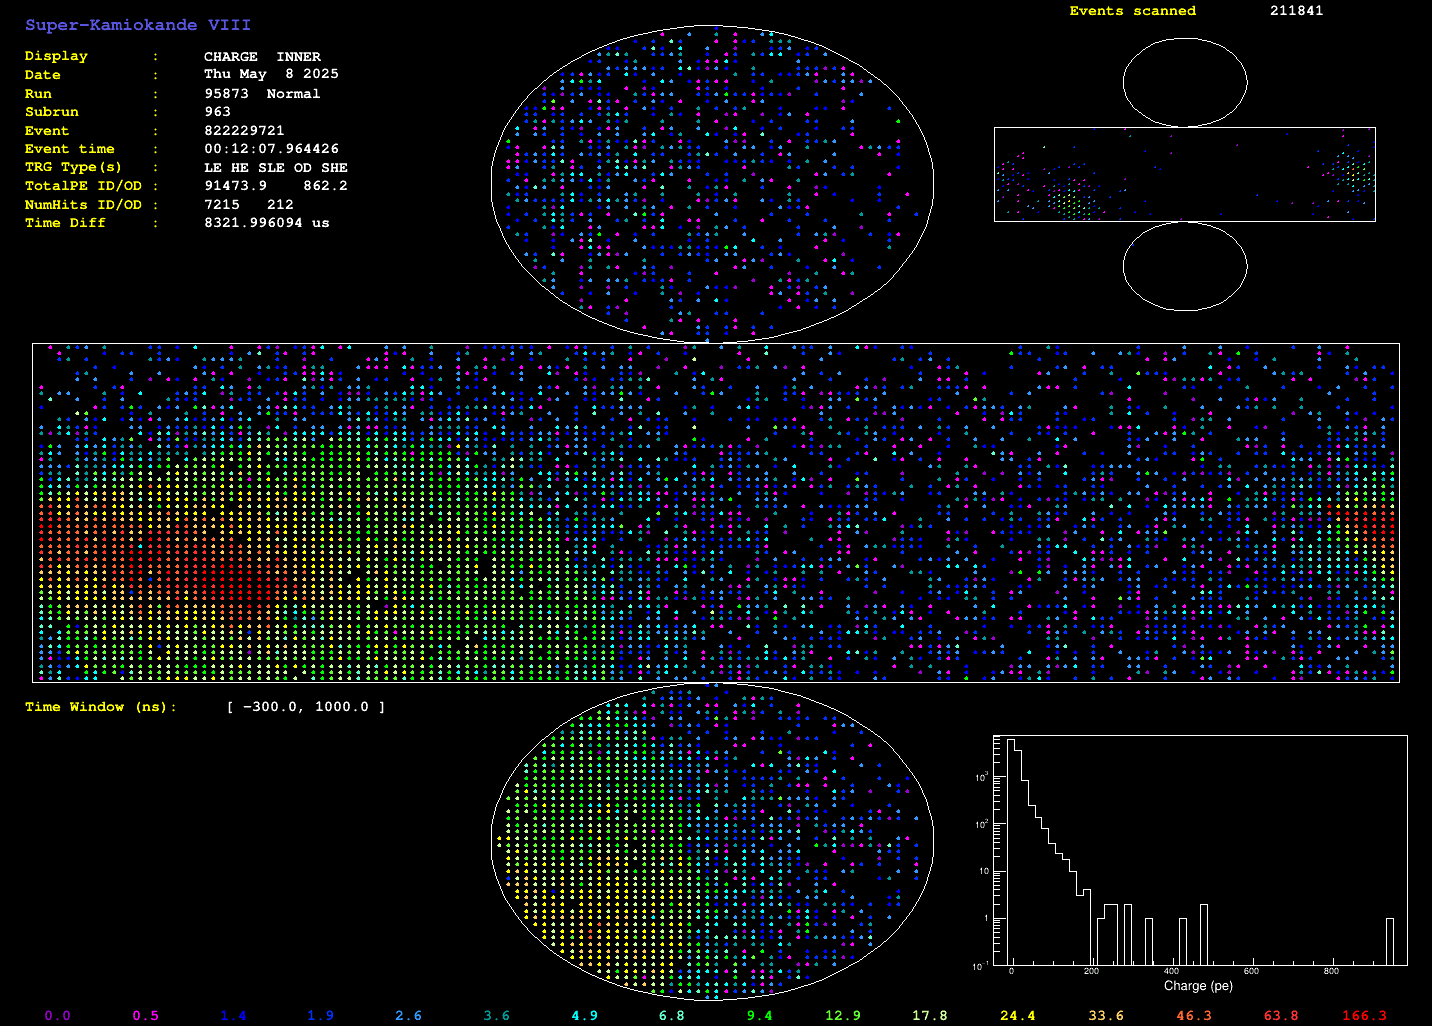 Super-Kamiokande VIII
Display : CHARGE INNER
Date : Thu May 8 2025
Run : 95873 Normal
Subrun : 963
Event : 822229721
Event time : 00:12:07.964426
TRG Type(s) : LE HE SLE OD SHE
TotalPE ID/OD : 91473.9 862.2
NumHits ID/OD : 7215 212
Time Diff : 8321.996094 us
Events scanned 211841
Time Window (ns): [ -300.0, 1000.0 ]
10³
10²
10
1
10⁻¹
0 200 400 600 800
Charge (pe)
0.0 0.5 1.4 1.9 2.6 3.6 4.9 6.8 9.4 12.9 17.8 24.4 33.6 46.3 63.8 166.3